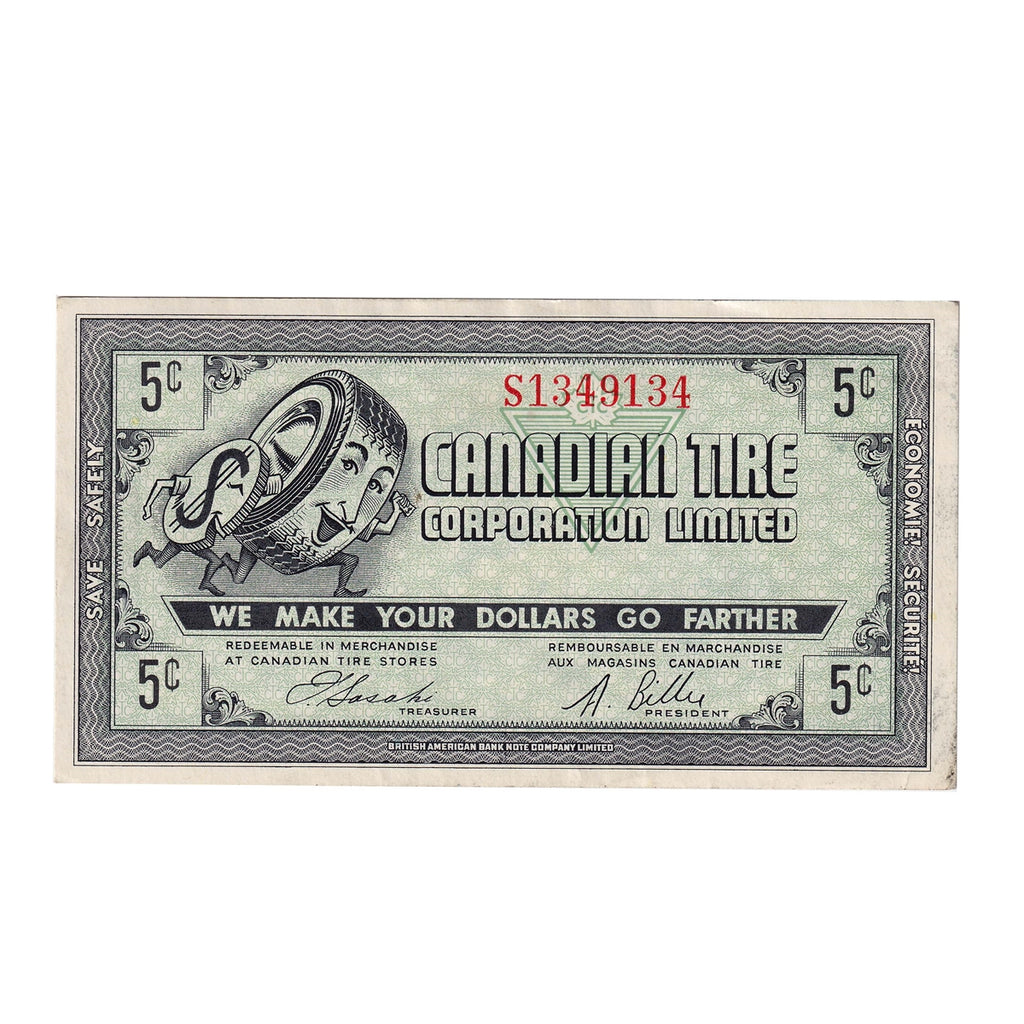 5¢
S1349134
5¢
ctc
CANADIAN TIRE
CORPORATION LIMITED
SAVE SAFELY
ÉCONOMIE! SÉCURITÉ!
WE MAKE YOUR DOLLARS GO FARTHER
REDEEMABLE IN MERCHANDISE
AT CANADIAN TIRE STORES
REMBOURSABLE EN MARCHANDISE
AUX MAGASINS CANADIAN TIRE
5¢
TREASURER
A. Billes
PRESIDENT
5¢
BRITISH AMERICAN BANK NOTE COMPANY LIMITED